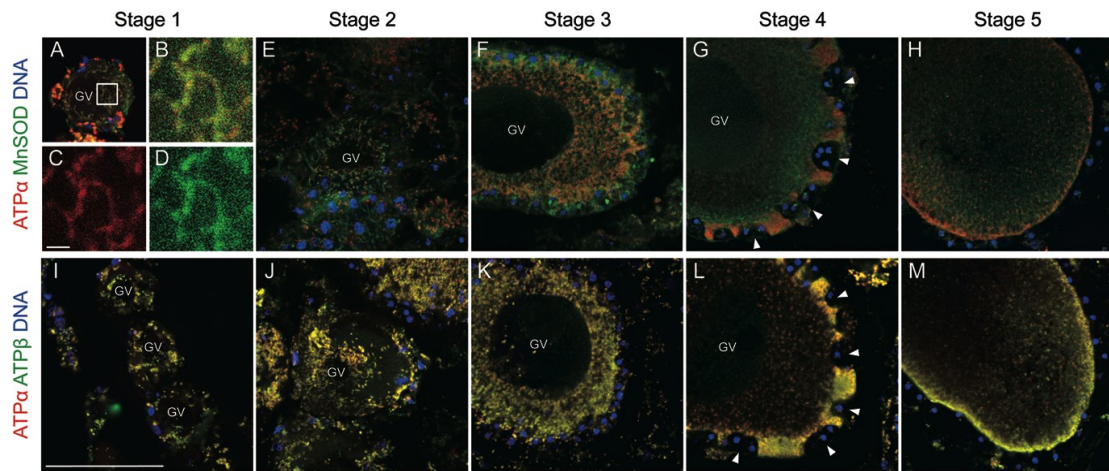 Stage 1 Stage 2 Stage 3 Stage 4 Stage 5
ATPα MnSOD DNA
A B E F G H
GV GV GV GV
C D
ATPα ATPβ DNA
I J K L M
GV GV GV GV
GV
GV